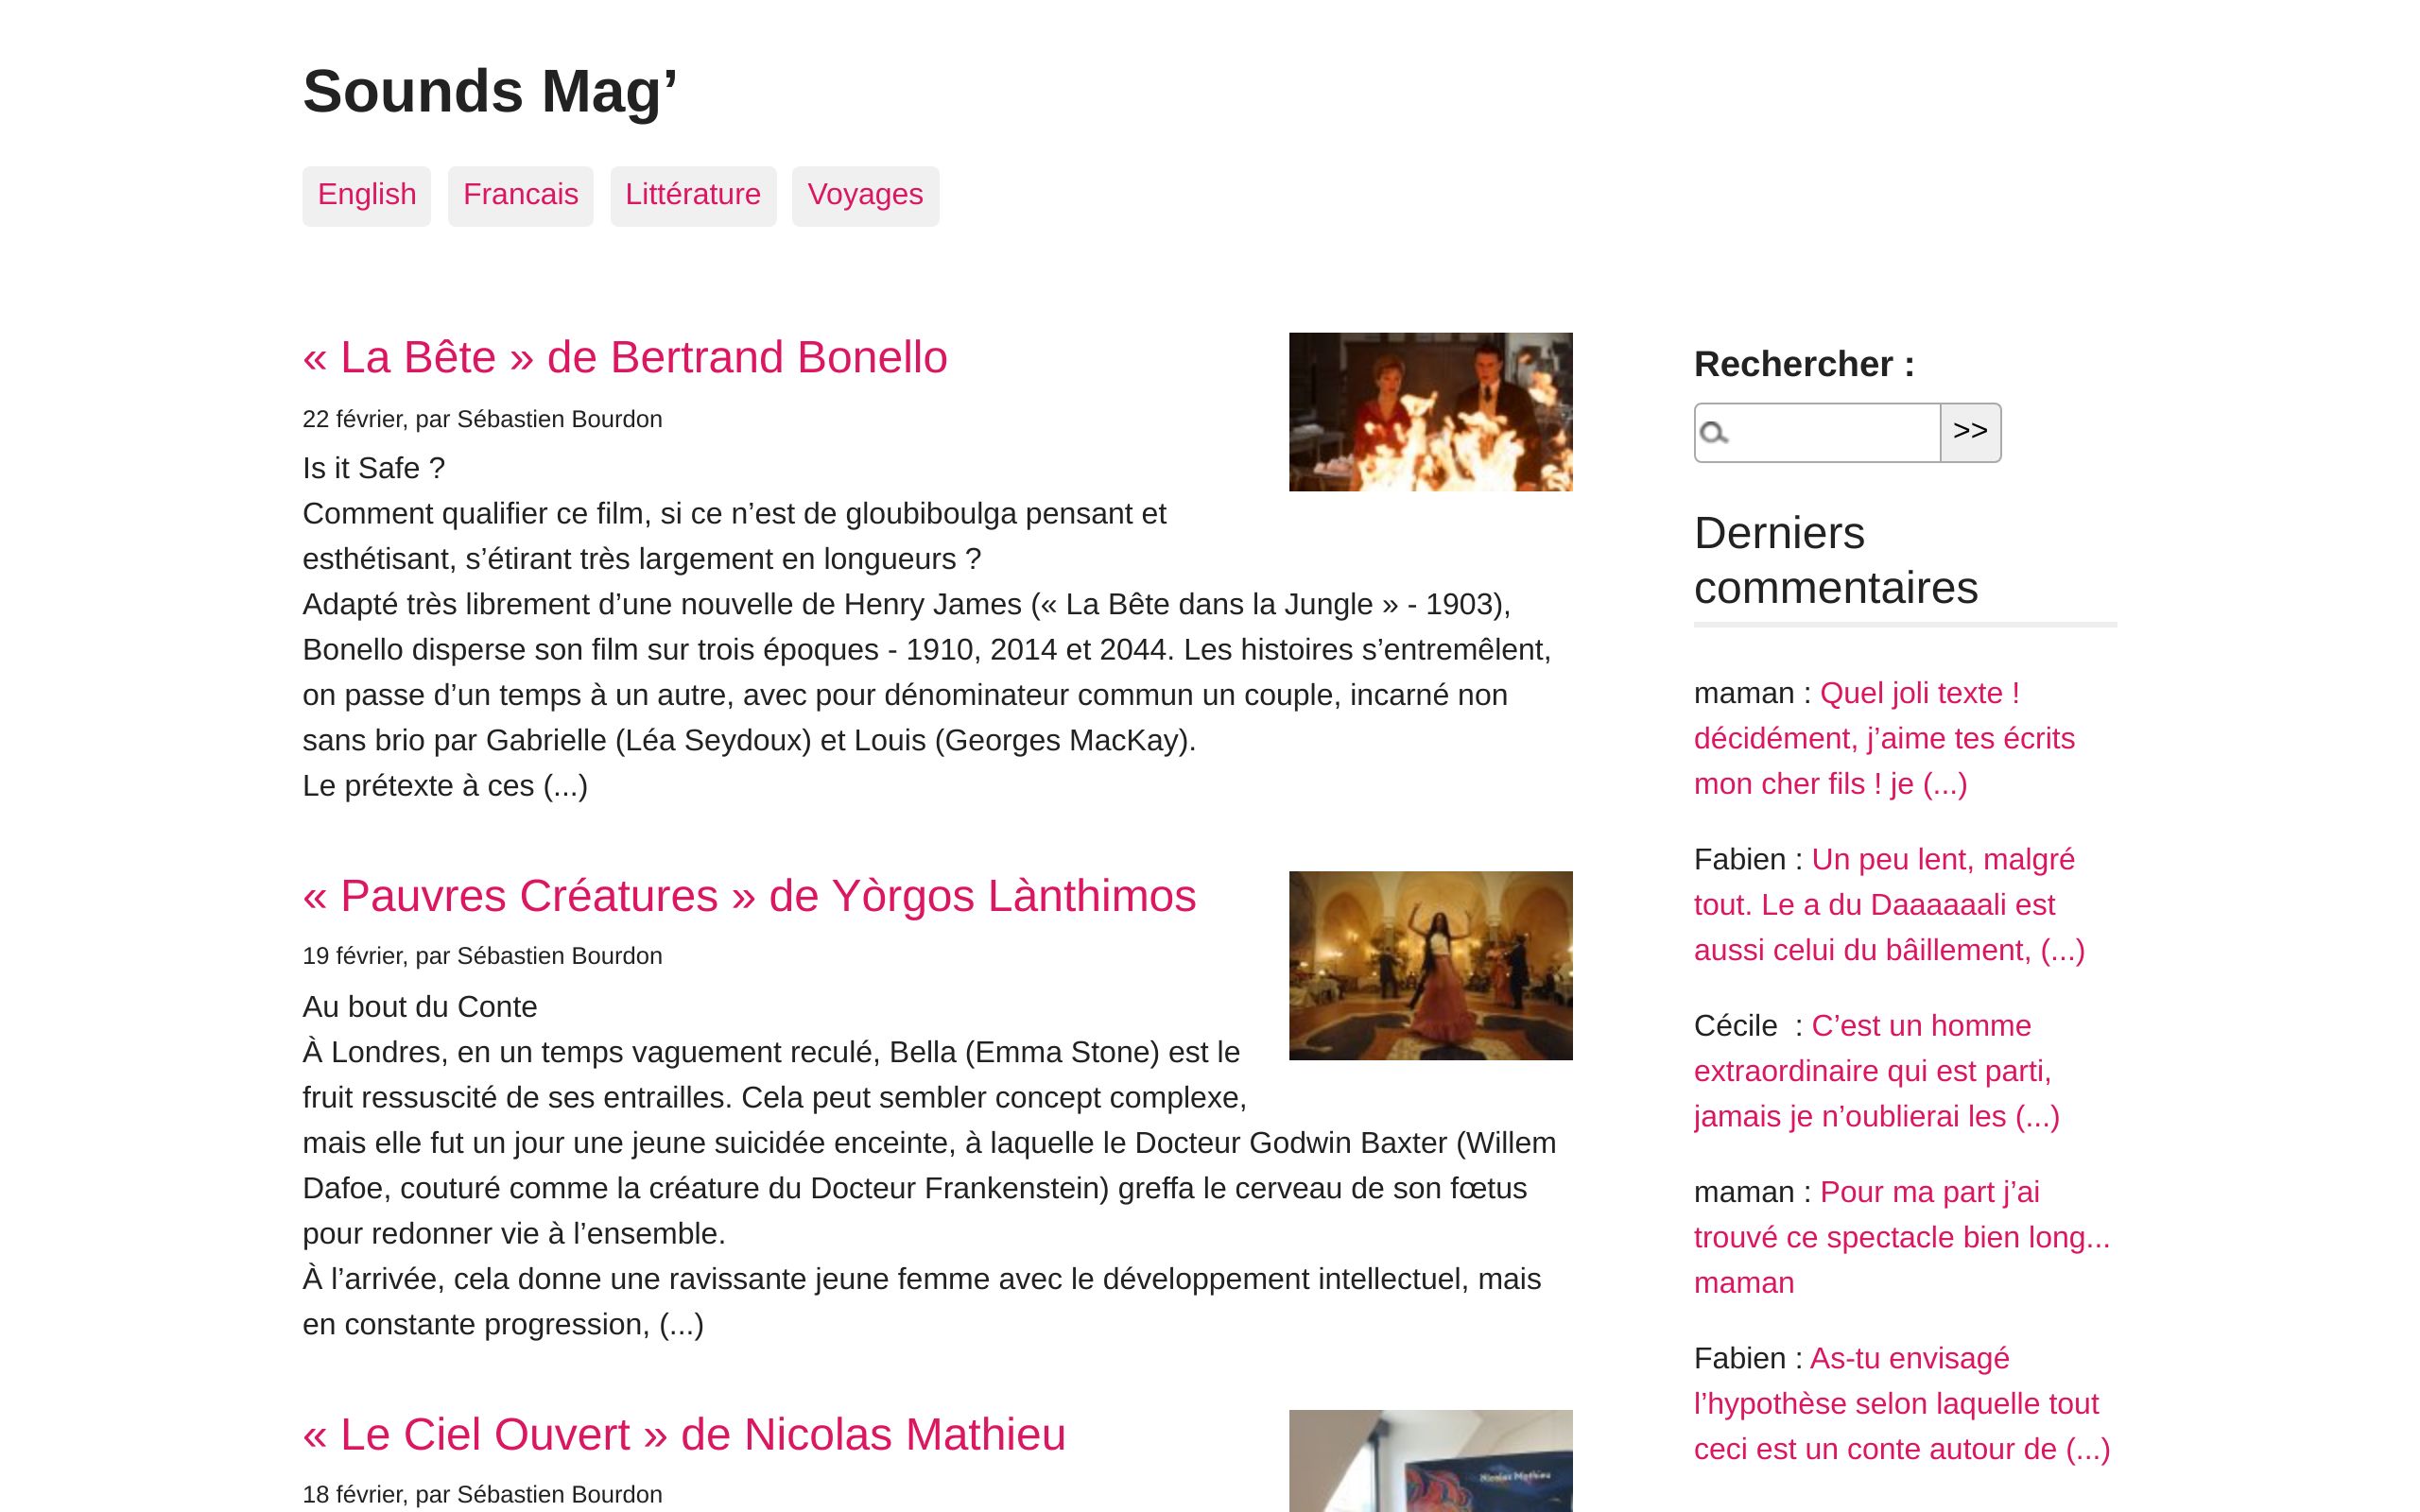 Sounds Mag’
English
Francais
Littérature
Voyages
« La Bête » de Bertrand Bonello
22 février, par Sébastien Bourdon
Is it Safe ?
Comment qualifier ce film, si ce n’est de gloubiboulga pensant et
esthétisant, s’étirant très largement en longueurs ?
Adapté très librement d’une nouvelle de Henry James (« La Bête dans la Jungle » - 1903),
Bonello disperse son film sur trois époques - 1910, 2014 et 2044. Les histoires s’entremêlent,
on passe d’un temps à un autre, avec pour dénominateur commun un couple, incarné non
sans brio par Gabrielle (Léa Seydoux) et Louis (Georges MacKay).
Le prétexte à ces (...)
« Pauvres Créatures » de Yòrgos Lànthimos
19 février, par Sébastien Bourdon
Au bout du Conte
À Londres, en un temps vaguement reculé, Bella (Emma Stone) est le
fruit ressuscité de ses entrailles. Cela peut sembler concept complexe,
mais elle fut un jour une jeune suicidée enceinte, à laquelle le Docteur Godwin Baxter (Willem
Dafoe, couturé comme la créature du Docteur Frankenstein) greffa le cerveau de son fœtus
pour redonner vie à l’ensemble.
À l’arrivée, cela donne une ravissante jeune femme avec le développement intellectuel, mais
en constante progression, (...)
« Le Ciel Ouvert » de Nicolas Mathieu
18 février, par Sébastien Bourdon
Nicolas Mathieu
Rechercher :
>>
Derniers
commentaires
maman : Quel joli texte !
décidément, j’aime tes écrits
mon cher fils ! je (...)
Fabien : Un peu lent, malgré
tout. Le a du Daaaaaali est
aussi celui du bâillement, (...)
Cécile  : C’est un homme
extraordinaire qui est parti,
jamais je n’oublierai les (...)
maman : Pour ma part j’ai
trouvé ce spectacle bien long...
maman
Fabien : As-tu envisagé
l’hypothèse selon laquelle tout
ceci est un conte autour de (...)